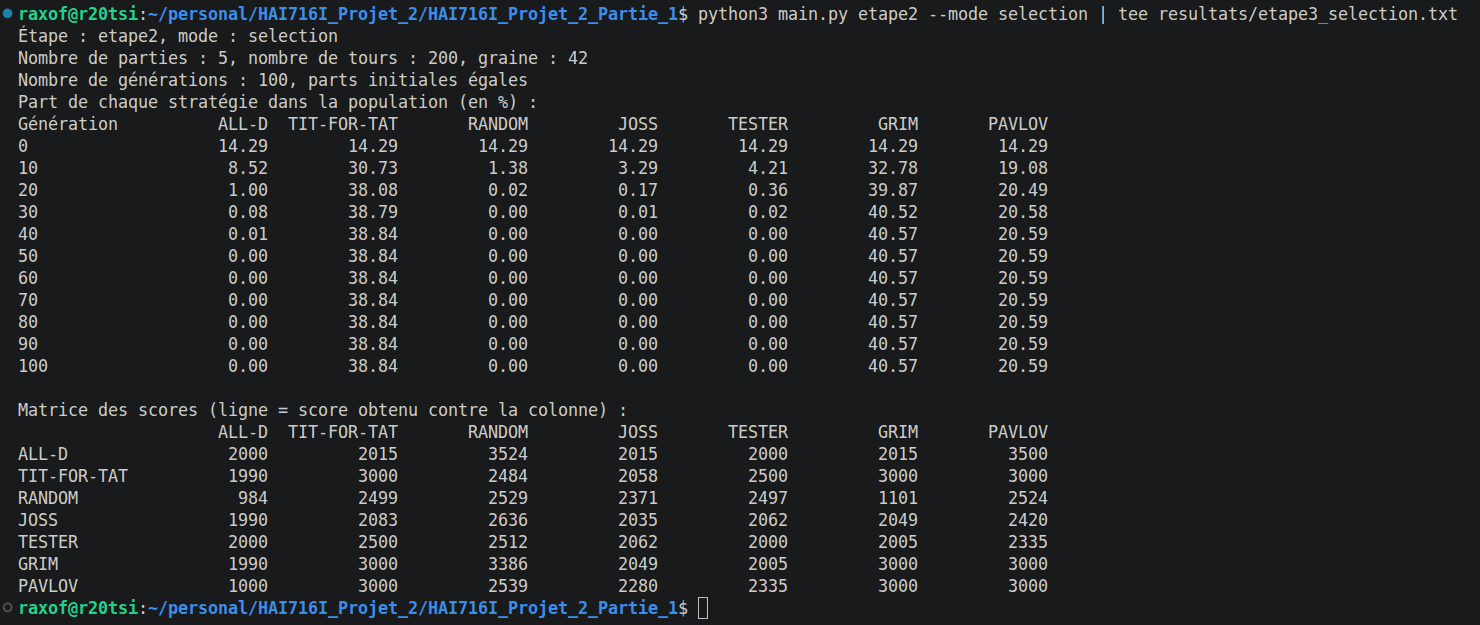 raxof@r20tsi:~/personal/HAI716I_Projet_2/HAI716I_Projet_2_Partie_1$ python3 main.py etape2 --mode selection | tee resultats/etape3_selection.txt
Étape : etape2, mode : selection
Nombre de parties : 5, nombre de tours : 200, graine : 42
Nombre de générations : 100, parts initiales égales
Part de chaque stratégie dans la population (en %) :
Génération ALL-D TIT-FOR-TAT RANDOM JOSS TESTER GRIM PAVLOV
0 14.29 14.29 14.29 14.29 14.29 14.29 14.29
10 8.52 30.73 1.38 3.29 4.21 32.78 19.08
20 1.00 38.08 0.02 0.17 0.36 39.87 20.49
30 0.08 38.79 0.00 0.01 0.02 40.52 20.58
40 0.01 38.84 0.00 0.00 0.00 40.57 20.59
50 0.00 38.84 0.00 0.00 0.00 40.57 20.59
60 0.00 38.84 0.00 0.00 0.00 40.57 20.59
70 0.00 38.84 0.00 0.00 0.00 40.57 20.59
80 0.00 38.84 0.00 0.00 0.00 40.57 20.59
90 0.00 38.84 0.00 0.00 0.00 40.57 20.59
100 0.00 38.84 0.00 0.00 0.00 40.57 20.59
Matrice des scores (ligne = score obtenu contre la colonne) :
ALL-D TIT-FOR-TAT RANDOM JOSS TESTER GRIM PAVLOV
ALL-D 2000 2015 3524 2015 2000 2015 3500
TIT-FOR-TAT 1990 3000 2484 2058 2500 3000 3000
RANDOM 984 2499 2529 2371 2497 1101 2524
JOSS 1990 2083 2636 2035 2062 2049 2420
TESTER 2000 2500 2512 2062 2000 2005 2335
GRIM 1990 3000 3386 2049 2005 3000 3000
PAVLOV 1000 3000 2539 2280 2335 3000 3000
raxof@r20tsi:~/personal/HAI716I_Projet_2/HAI716I_Projet_2_Partie_1$